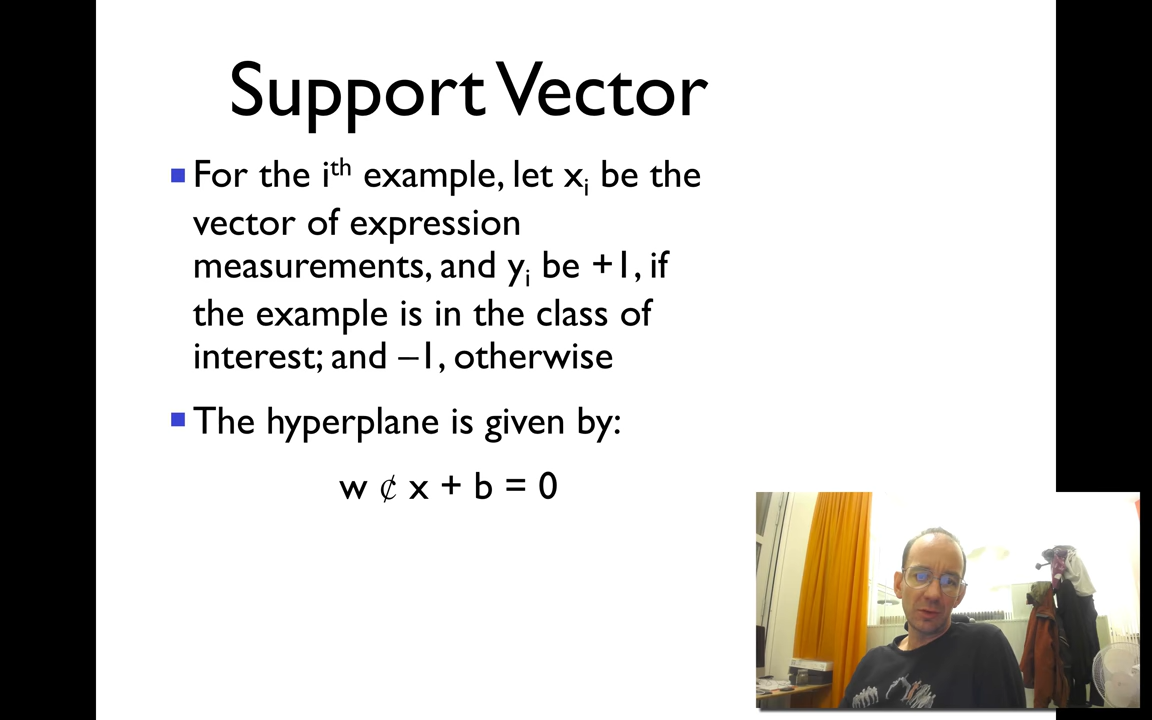 Support Vector
For the iᵗʰ example, let xᵢ be the
vector of expression
measurements, and yᵢ be +1, if
the example is in the class of
interest; and –1, otherwise
The hyperplane is given by:
w ¢ x + b = 0